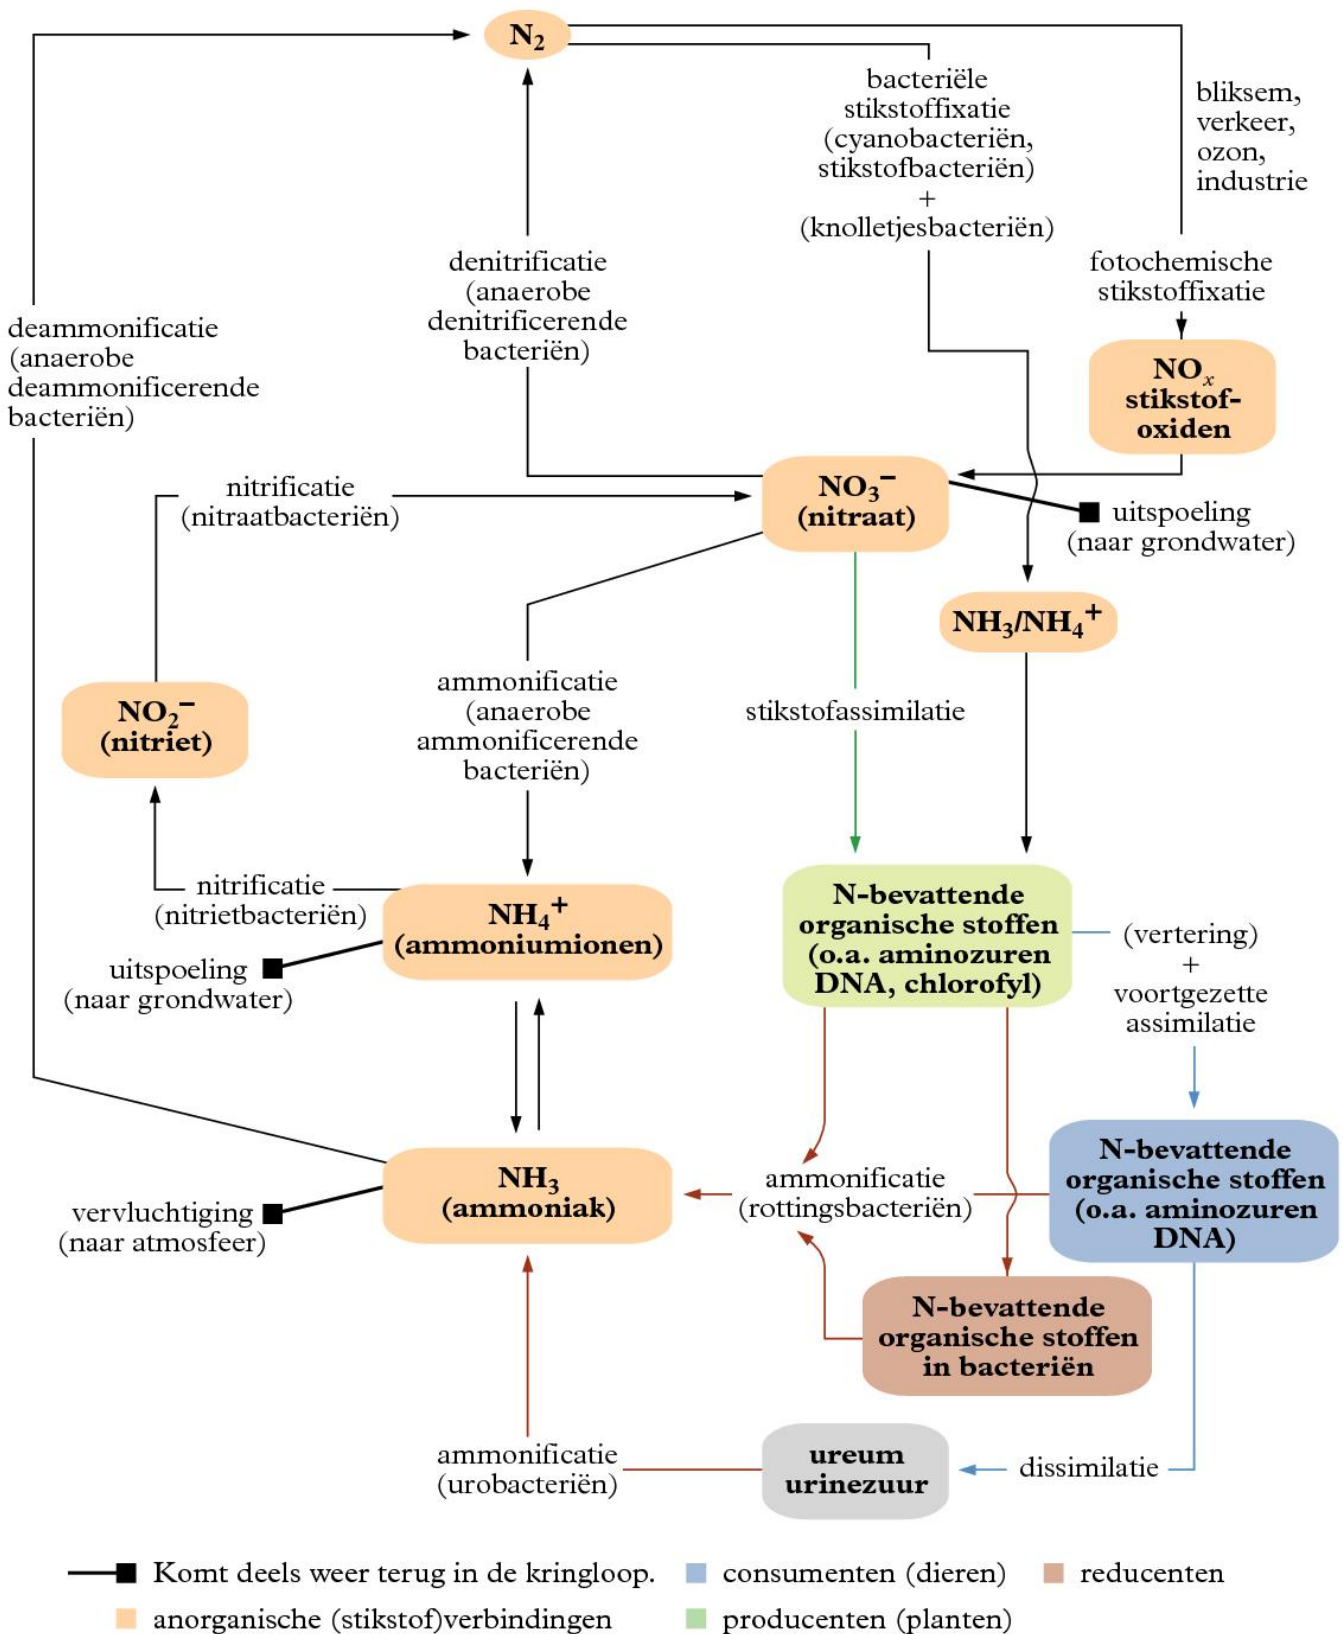 N₂
bacteriële
stikstoffixatie
(cyanobacteriën,
stikstofbacteriën)
+
(knolletjesbacteriën)
bliksem,
verkeer,
ozon,
industrie
denitrificatie
(anaerobe
denitrificerende
bacteriën)
fotochemische
stikstoffixatie
deammonificatie
(anaerobe
deammonificerende
bacteriën)
NOₓ
stikstof-
oxiden
nitrificatie
(nitraatbacteriën)
NO₃⁻
(nitraat)
uitspoeling
(naar grondwater)
NH₃/NH₄⁺
NO₂⁻
(nitriet)
ammonificatie
(anaerobe
ammonificerende
bacteriën)
stikstofassimilatie
nitrificatie
(nitrietbacteriën)
NH₄⁺
(ammoniumionen)
uitspoeling
(naar grondwater)
N-bevattende
organische stoffen
(o.a. aminozuren
DNA, chlorofyl)
(vertering)
+
voortgezette
assimilatie
NH₃
(ammoniak)
vervluchtiging
(naar atmosfeer)
ammonificatie
(rottingsbacteriën)
N-bevattende
organische stoffen
(o.a. aminozuren
DNA)
N-bevattende
organische stoffen
in bacteriën
ammonificatie
(urobacteriën)
ureum
urinezuur
dissimilatie
Komt deels weer terug in de kringloop.
consumenten (dieren)
reducenten
anorganische (stikstof)verbindingen
producenten (planten)